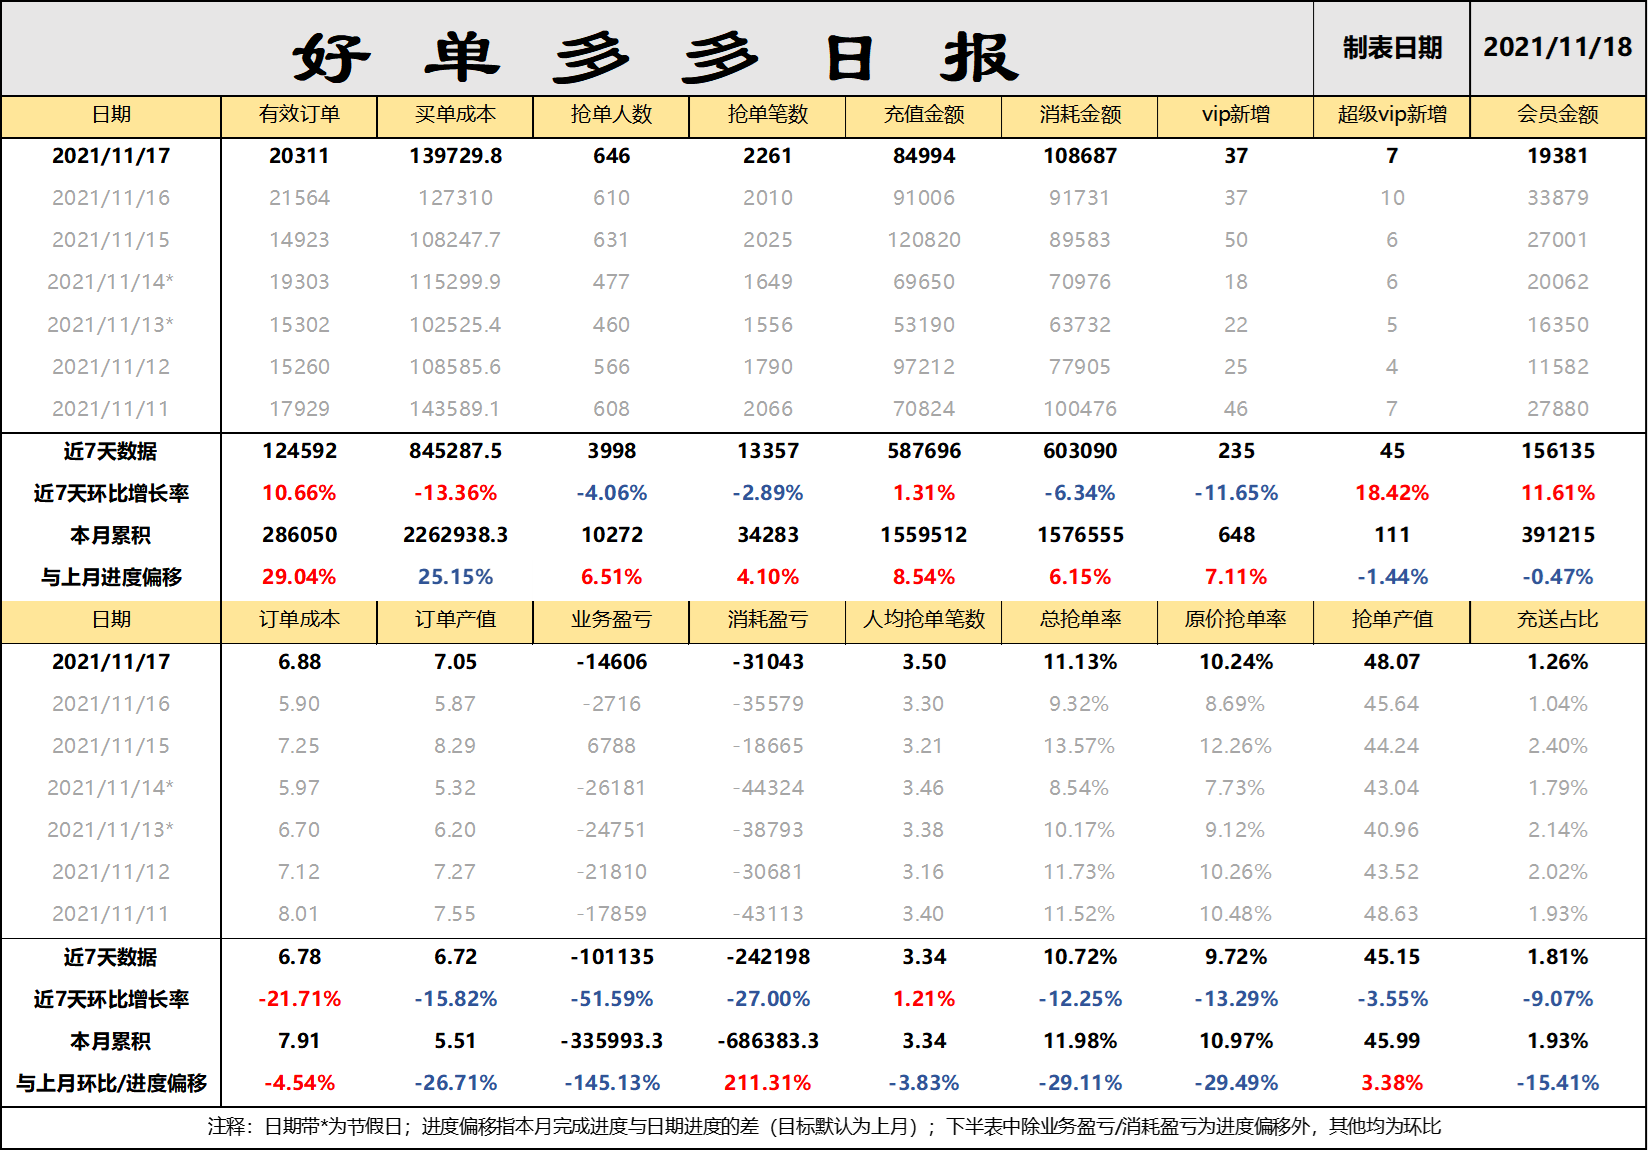 好单多多日报 制表日期 2021/11/18
日期 有效订单 买单成本 抢单人数 抢单笔数 充值金额 消耗金额 vip新增 超级vip新增 会员金额
2021/11/17 20311 139729.8 646 2261 84994 108687 37 7 19381
2021/11/16 21564 127310 610 2010 91006 91731 37 10 33879
2021/11/15 14923 108247.7 631 2025 120820 89583 50 6 27001
2021/11/14* 19303 115299.9 477 1649 69650 70976 18 6 20062
2021/11/13* 15302 102525.4 460 1556 53190 63732 22 5 16350
2021/11/12 15260 108585.6 566 1790 97212 77905 25 4 11582
2021/11/11 17929 143589.1 608 2066 70824 100476 46 7 27880
近7天数据 124592 845287.5 3998 13357 587696 603090 235 45 156135
近7天环比增长率 10.66% -13.36% -4.06% -2.89% 1.31% -6.34% -11.65% 18.42% 11.61%
本月累积 286050 2262938.3 10272 34283 1559512 1576555 648 111 391215
与上月进度偏移 29.04% 25.15% 6.51% 4.10% 8.54% 6.15% 7.11% -1.44% -0.47%
日期 订单成本 订单产值 业务盈亏 消耗盈亏 人均抢单笔数 总抢单率 原价抢单率 抢单产值 充送占比
2021/11/17 6.88 7.05 -14606 -31043 3.50 11.13% 10.24% 48.07 1.26%
2021/11/16 5.90 5.87 -2716 -35579 3.30 9.32% 8.69% 45.64 1.04%
2021/11/15 7.25 8.29 6788 -18665 3.21 13.57% 12.26% 44.24 2.40%
2021/11/14* 5.97 5.32 -26181 -44324 3.46 8.54% 7.73% 43.04 1.79%
2021/11/13* 6.70 6.20 -24751 -38793 3.38 10.17% 9.12% 40.96 2.14%
2021/11/12 7.12 7.27 -21810 -30681 3.16 11.73% 10.26% 43.52 2.02%
2021/11/11 8.01 7.55 -17859 -43113 3.40 11.52% 10.48% 48.63 1.93%
近7天数据 6.78 6.72 -101135 -242198 3.34 10.72% 9.72% 45.15 1.81%
近7天环比增长率 -21.71% -15.82% -51.59% -27.00% 1.21% -12.25% -13.29% -3.55% -9.07%
本月累积 7.91 5.51 -335993.3 -686383.3 3.34 11.98% 10.97% 45.99 1.93%
与上月环比/进度偏移 -4.54% -26.71% -145.13% 211.31% -3.83% -29.11% -29.49% 3.38% -15.41%
注释：日期带*为节假日；进度偏移指本月完成进度与日期进度的差（目标默认为上月）；下半表中除业务盈亏/消耗盈亏为进度偏移外，其他均为环比